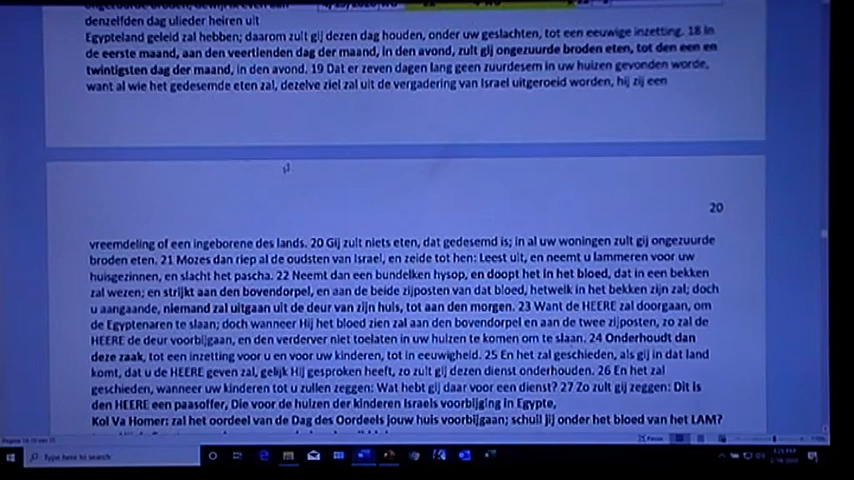 denzelfden dag ulieder heiren uit
Egypteland geleid zal hebben; daarom zult gij dezen dag houden, onder uw geslachten, tot een eeuwige inzetting. 18 In
de eerste maand, aan den veertienden dag der maand, in den avond, zult gij ongezuurde broden eten, tot den een en
twintigsten dag der maand, in den avond. 19 Dat er zeven dagen lang geen zuurdesem in uw huizen gevonden worde,
want al wie het gedesemde eten zal, dezelve ziel zal uit de vergadering van Israel uitgeroeid worden, hij zij een
20
vreemdeling of een ingeborene des lands. 20 Gij zult niets eten, dat gedesemd is; in al uw woningen zult gij ongezuurde
broden eten. 21 Mozes dan riep al de oudsten van Israel, en zeide tot hen: Leest uit, en neemt u lammeren voor uw
huisgezinnen, en slacht het pascha. 22 Neemt dan een bundelken hysop, en doopt het in het bloed, dat in een bekken
zal wezen; en strijkt aan den bovendorpel, en aan de beide zijposten van dat bloed, hetwelk in het bekken zijn zal; doch
u aangaande, niemand zal uitgaan uit de deur van zijn huis, tot aan den morgen. 23 Want de HEERE zal doorgaan, om
de Egyptenaren te slaan; doch wanneer Hij het bloed zien zal aan den bovendorpel en aan de twee zijposten, zo zal de
HEERE de deur voorbijgaan, en den verderver niet toelaten in uw huizen te komen om te slaan. 24 Onderhoudt dan
deze zaak, tot een inzetting voor u en voor uw kinderen, tot in eeuwigheid. 25 En het zal geschieden, als gij in dat land
komt, dat u de HEERE geven zal, gelijk Hij gesproken heeft, zo zult gij dezen dienst onderhouden. 26 En het zal
geschieden, wanneer uw kinderen tot u zullen zeggen: Wat hebt gij daar voor een dienst? 27 Zo zult gij zeggen: Dit is
den HEERE een paasoffer, Die voor de huizen der kinderen Israels voorbijging in Egypte,
Kol Va Homer: zal het oordeel van de Dag des Oordeels jouw huis voorbijgaan; schuil jij onder het bloed van het LAM?
Focus
Type here to search